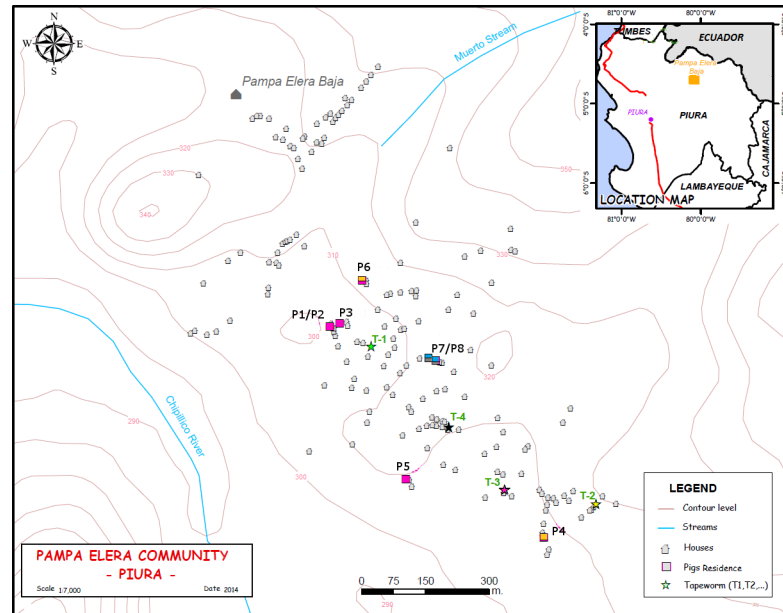 N
W
E
S
Muerto Stream
Pampa Elera Baja
320
330
340
350
310
330
P6
P1/P2
P3
300
T-1
P7/P8
320
290
Chipillico River
T-4
P5
300
T-3
T-2
P4
290
4°0'0"S
5°0'0"S
6°0'0"S
TUMBES
ECUADOR
Pampa Elera
Baja
PIURA
PIURA
CAJAMARCA
LAMBAYEQUE
LOCATION MAP
81°0'0"W
80°0'0"W
LEGEND
Contour level
Streams
Houses
Pigs Residence
Tapeworm (T1,T2,...)
PAMPA ELERA COMMUNITY
- PIURA -
Scale 1:7,000
Date 2014
0 75 150 300
m.